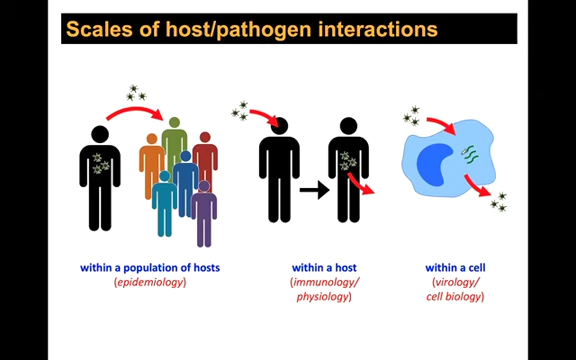 Scales of host/pathogen interactions
within a population of hosts
(epidemiology)
within a host
(immunology/
physiology)
within a cell
(virology/
cell biology)